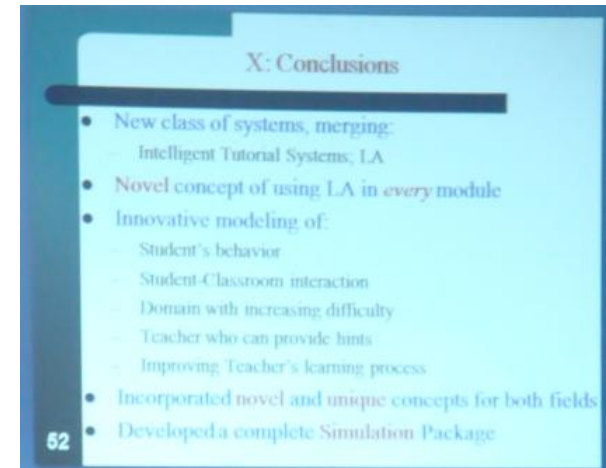 X: Conclusions
New class of systems, merging:
Intelligent Tutorial Systems; LA
Novel concept of using LA in every module
Innovative modeling of:
Student's behavior
Student-Classroom interaction
Domain with increasing difficulty
Teacher who can provide hints
Improving Teacher's learning process
Incorporated novel and unique concepts for both fields
Developed a complete Simulation Package
52